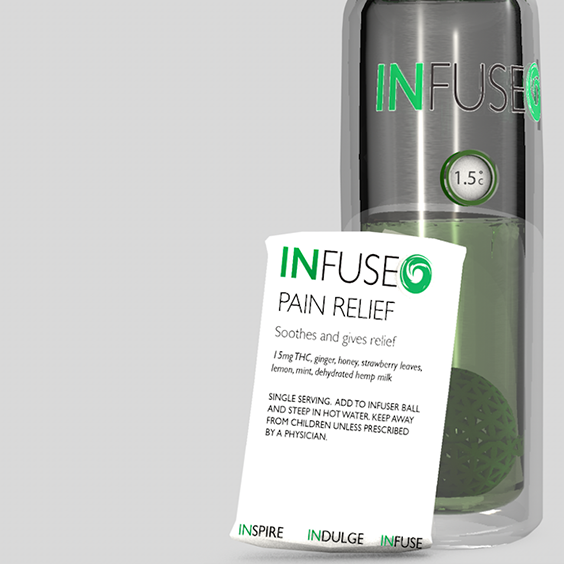 INFUSE
1.5°c
INFUSE
PAIN RELIEF
Soothes and gives relief
15mg THC, ginger, honey, strawberry leaves,
lemon, mint, dehydrated hemp milk
SINGLE SERVING. ADD TO INFUSER BALL
AND STEEP IN HOT WATER. KEEP AWAY
FROM CHILDREN UNLESS PRESCRIBED
BY A PHYSICIAN.
INSPIRE INDULGE INFUSE